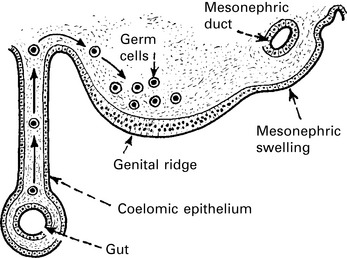 Mesonephric
duct
Germ
cells
Mesonephric
swelling
Genital ridge
Coelomic epithelium
Gut